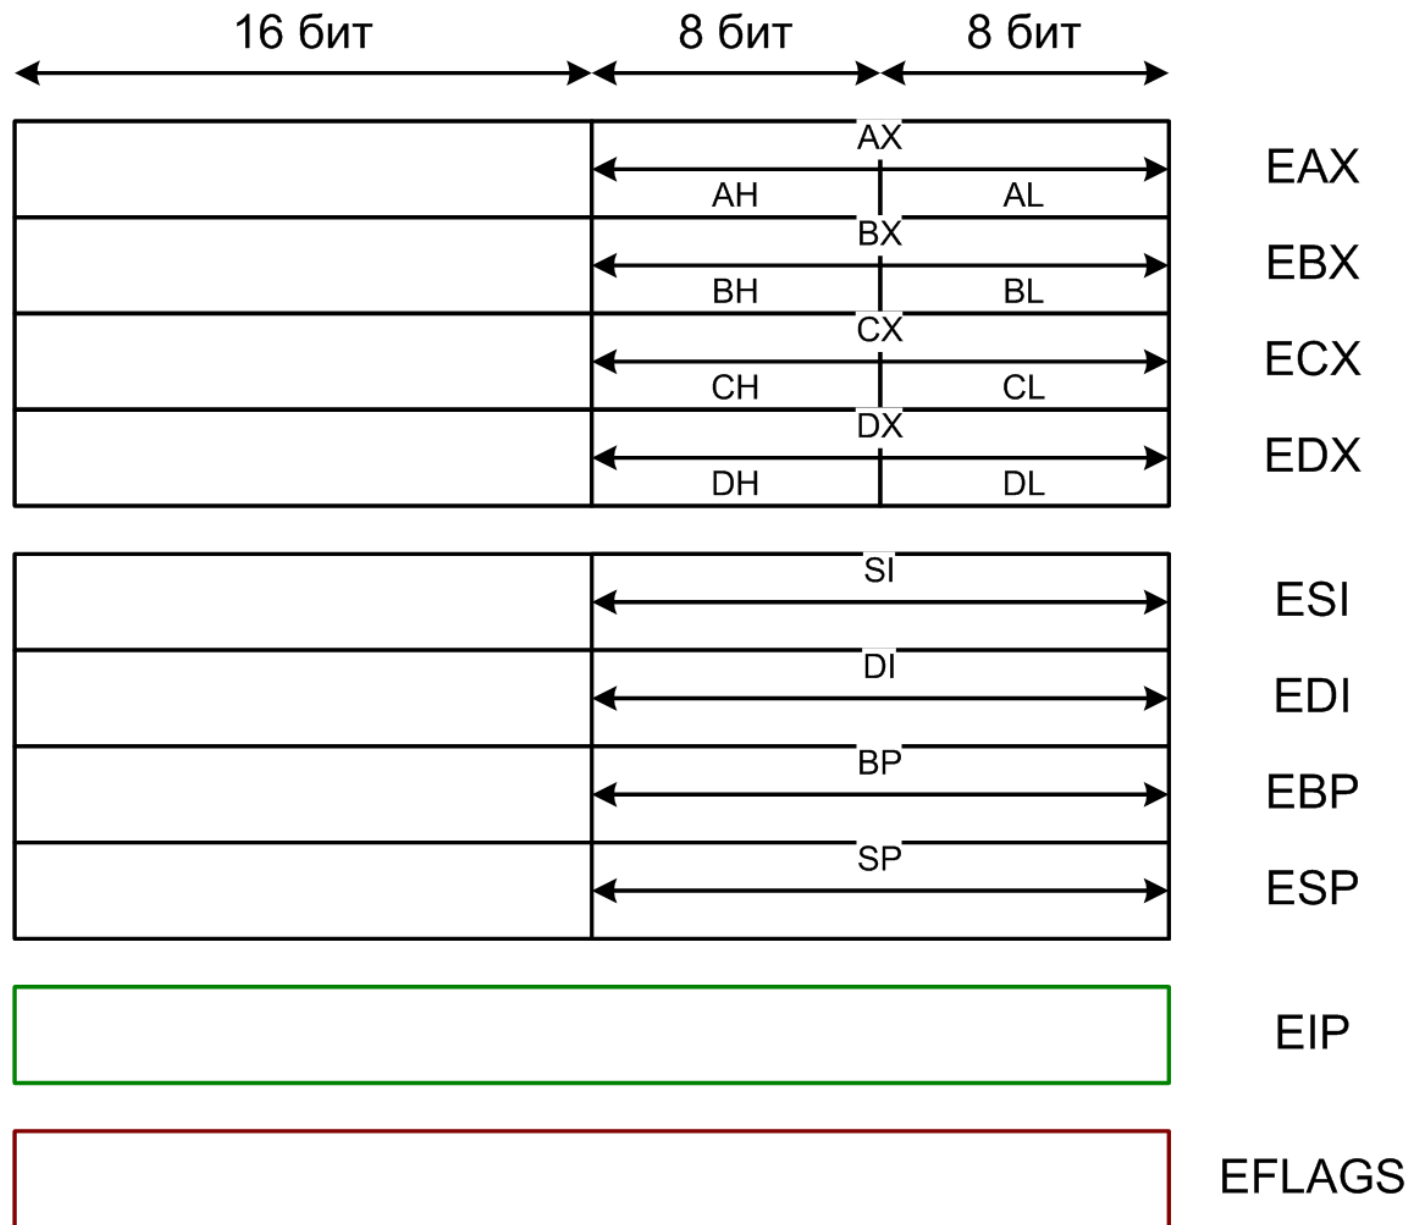 16 бит 8 бит 8 бит
AX
EAX
AH AL
BX
EBX
BH BL
CX
ECX
CH CL
DX
EDX
DH DL
SI
ESI
DI
EDI
BP
EBP
SP
ESP
EIP
EFLAGS